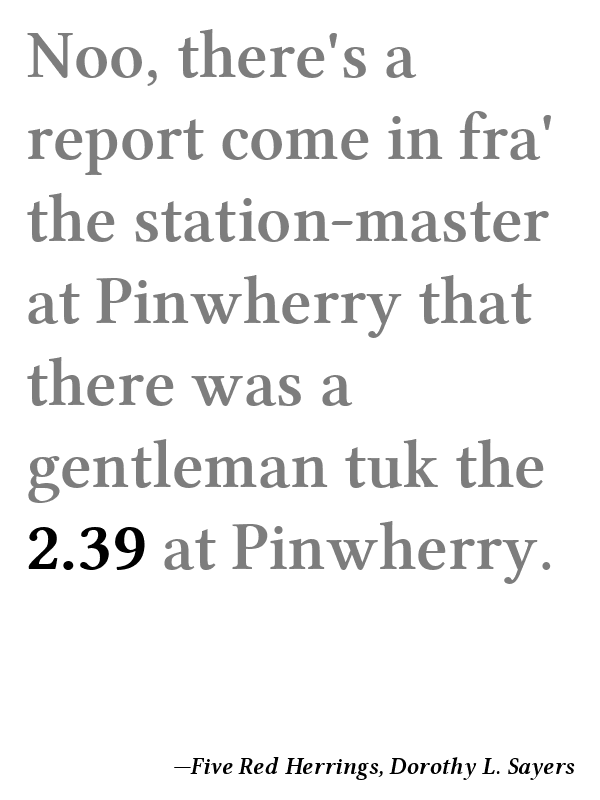 Noo, there's a
report come in fra'
the station-master
at Pinwherry that
there was a
gentleman tuk the
2.39 at Pinwherry.
—Five Red Herrings, Dorothy L. Sayers